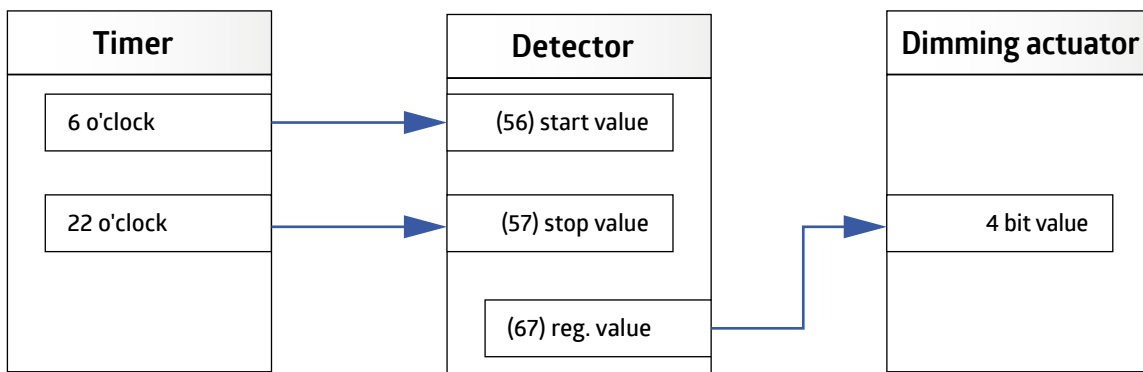 Timer
6 o'clock
22 o'clock
Detector
(56) start value
(57) stop value
(67) reg. value
Dimming actuator
4 bit value